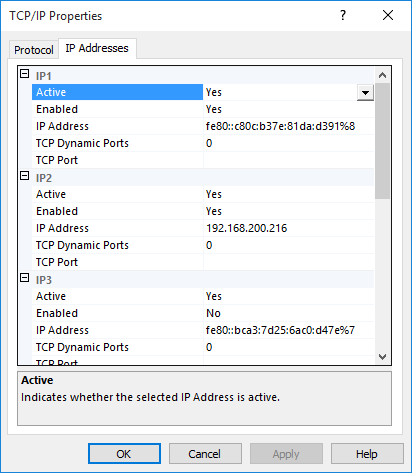 TCP/IP Properties
Protocol IP Addresses
IP1
Active Yes
Enabled Yes
IP Address fe80::c80c:b37e:81da:d391%8
TCP Dynamic Ports 0
TCP Port
IP2
Active Yes
Enabled Yes
IP Address 192.168.200.216
TCP Dynamic Ports 0
TCP Port
IP3
Active Yes
Enabled No
IP Address fe80::bca3:7d25:6ac0:d47e%7
TCP Dynamic Ports 0
TCP Port
Active
Indicates whether the selected IP Address is active.
OK Cancel Apply Help